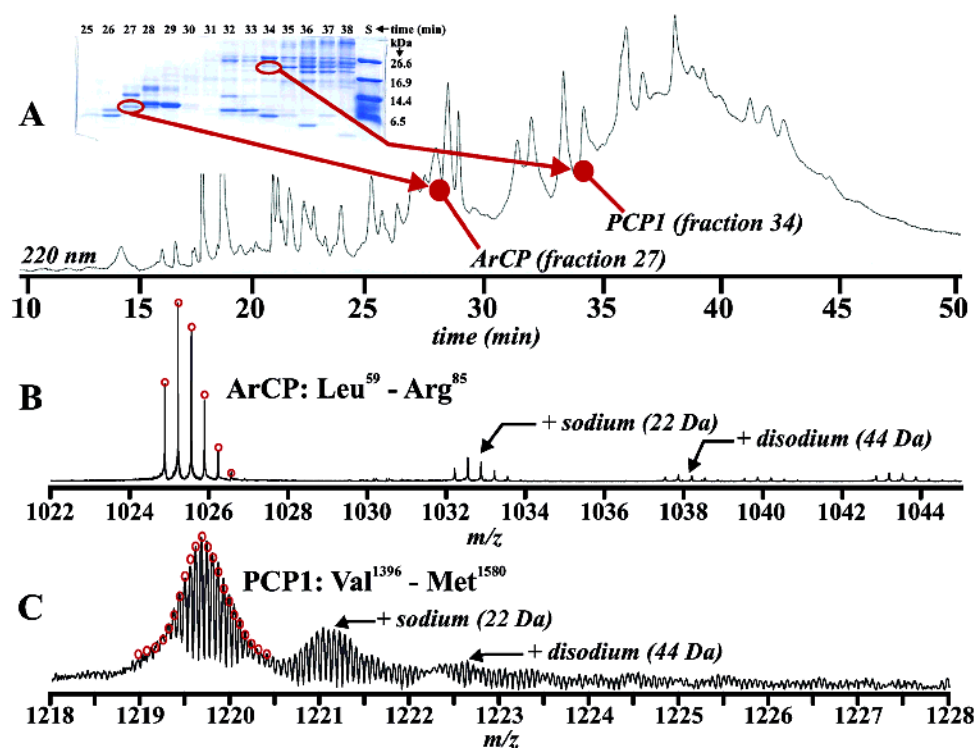 25 26 27 28 29 30 31 32 33 34 35 36 37 38 S ← time (min)
kDa
26.6
16.9
14.4
6.5
A
PCP1 (fraction 34)
ArCP (fraction 27)
220 nm
10 15 20 25 30 35 40 45 50
time (min)
B
ArCP: Leu⁵⁹ - Arg⁸⁵
+ sodium (22 Da)
+ disodium (44 Da)
1022 1024 1026 1028 1030 1032 1034 1036 1038 1040 1042 1044
m/z
C
PCP1: Val¹³⁹⁶ - Met¹⁵⁸⁰
+ sodium (22 Da)
+ disodium (44 Da)
1218 1219 1220 1221 1222 1223 1224 1225 1226 1227 1228
m/z